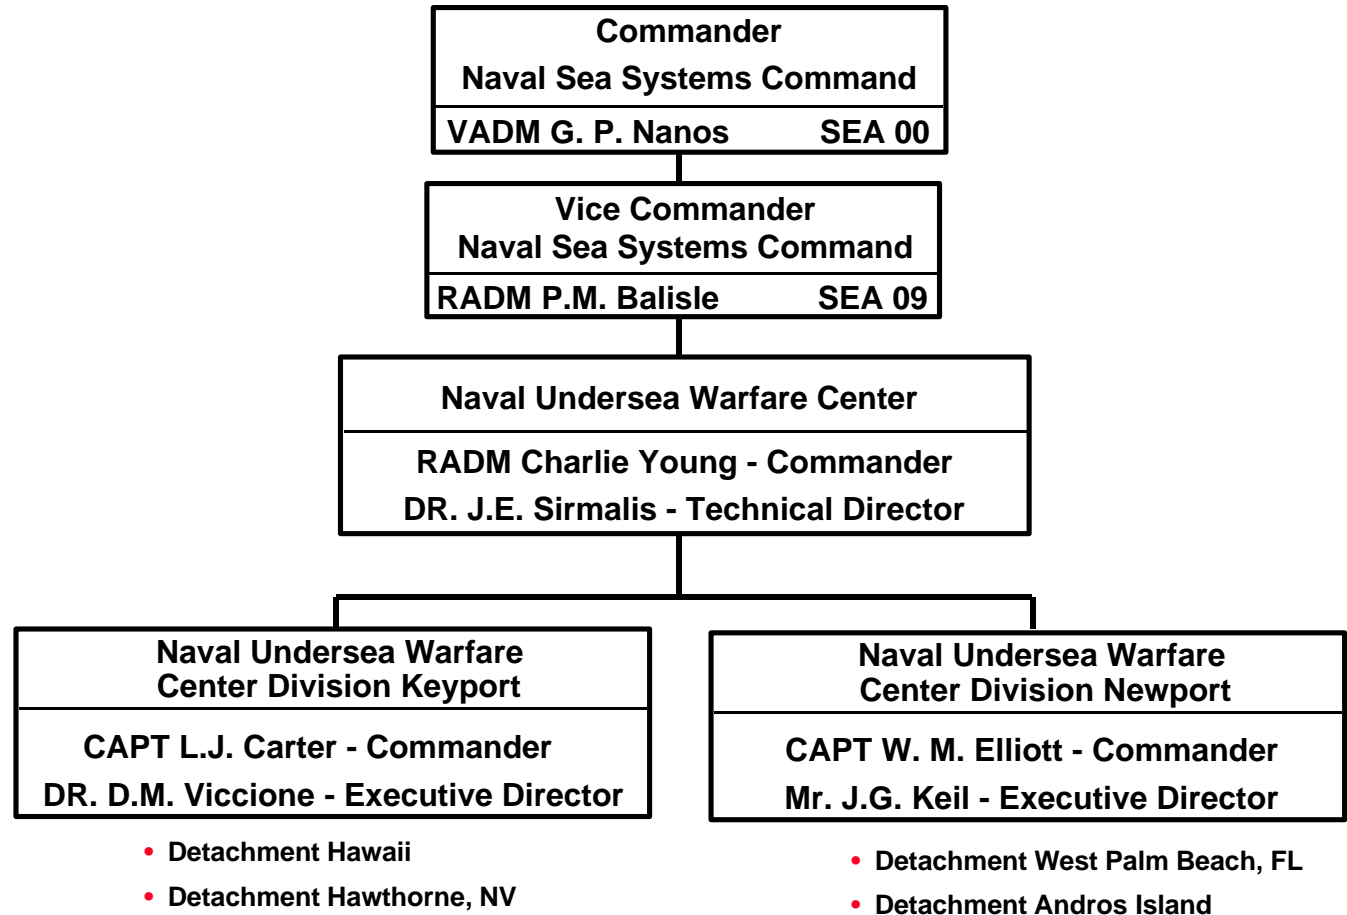 Commander
Naval Sea Systems Command
VADM G. P. Nanos SEA 00
Vice Commander
Naval Sea Systems Command
RADM P.M. Balisle SEA 09
Naval Undersea Warfare Center
RADM Charlie Young - Commander
DR. J.E. Sirmalis - Technical Director
Naval Undersea Warfare
Center Division Keyport
CAPT L.J. Carter - Commander
DR. D.M. Viccione - Executive Director
• Detachment Hawaii
• Detachment Hawthorne, NV
Naval Undersea Warfare
Center Division Newport
CAPT W. M. Elliott - Commander
Mr. J.G. Keil - Executive Director
• Detachment West Palm Beach, FL
• Detachment Andros Island